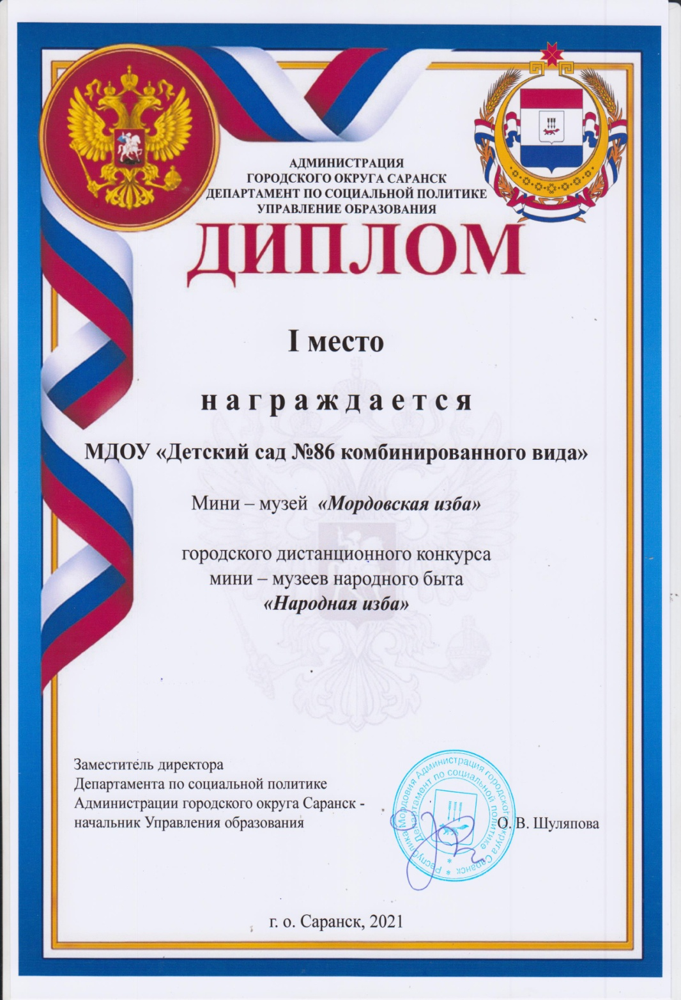 АДМИНИСТРАЦИЯ
ГОРОДСКОГО ОКРУГА САРАНСК
ДЕПАРТАМЕНТ ПО СОЦИАЛЬНОЙ ПОЛИТИКЕ
УПРАВЛЕНИЕ ОБРАЗОВАНИЯ
ДИПЛОМ
I место
награждается
МДОУ «Детский сад №86 комбинированного вида»
Мини – музей «Мордовская изба»
городского дистанционного конкурса
мини – музеев народного быта
«Народная изба»
Заместитель директора
Департамента по социальной политике
Администрации городского округа Саранск -
начальник Управления образования
О. В. Шуляпова
Республика Мордовия Администрация городского округа Саранск
Департамент по социальной политике
г. о. Саранск, 2021